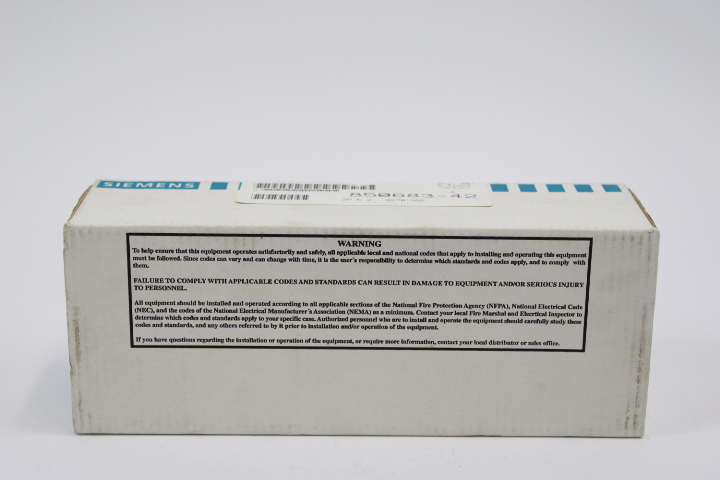 SIEMENS
850683-42
WARNING
To help ensure that this equipment operates satisfactorily and safely, all applicable local and national codes that apply to installing and operating this equipment
must be followed. Since codes can vary and can change with time, it is the user's responsibility to determine which standards and codes apply, and to comply with
them.
FAILURE TO COMPLY WITH APPLICABLE CODES AND STANDARDS CAN RESULT IN DAMAGE TO EQUIPMENT AND/OR SERIOUS INJURY
TO PERSONNEL.
All equipment should be installed and operated according to all applicable sections of the National Fire Protection Agency (NFPA), National Electrical Code
(NEC), and the codes of the National Electrical Manufacturer's Association (NEMA) as a minimum. Contact your local Fire Marshal and Elecrtical Inspector to
determine which codes and standards apply to your specific case. Authorized personnel who are to install and operate the equipment should carefully study these
codes and standards, and any others referred to by it prior to installation and/or operation of the equipment.
If you have questions regarding the installation or operation of the equipment, or require more information, contact your local distributor or sales office.